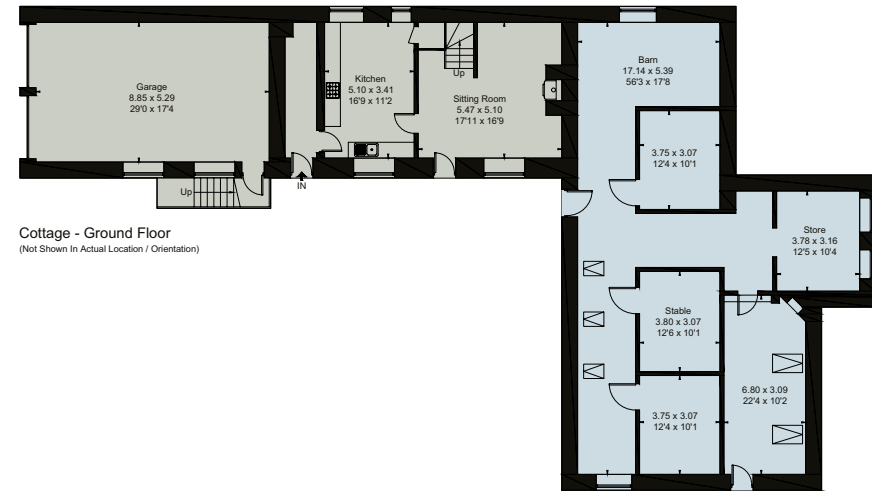 Garage
8.85 x 5.29
29'0 x 17'4
Kitchen
5.10 x 3.41
16'9 x 11'2
Up
Sitting Room
5.47 x 5.10
17'11 x 16'9
Barn
17.14 x 5.39
56'3 x 17'8
3.75 x 3.07
12'4 x 10'1
Up
IN
Store
3.78 x 3.16
12'5 x 10'4
Cottage - Ground Floor
(Not Shown In Actual Location / Orientation)
Stable
3.80 x 3.07
12'6 x 10'1
6.80 x 3.09
22'4 x 10'2
3.75 x 3.07
12'4 x 10'1